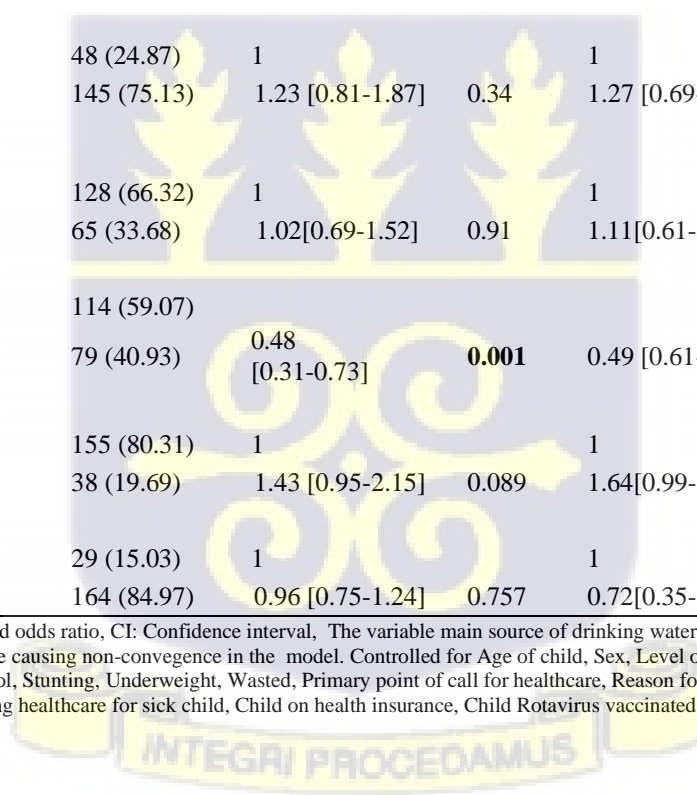 48 (24.87) 1 1
145 (75.13) 1.23 [0.81-1.87] 0.34 1.27 [0.69-
128 (66.32) 1 1
65 (33.68) 1.02[0.69-1.52] 0.91 1.11[0.61-
114 (59.07)
79 (40.93) 0.48 [0.31-0.73] 0.001 0.49 [0.61-
155 (80.31) 1 1
38 (19.69) 1.43 [0.95-2.15] 0.089 1.64[0.99-
29 (15.03) 1 1
164 (84.97) 0.96 [0.75-1.24] 0.757 0.72[0.35-
d odds ratio, CI: Confidence interval, The variable main source of drinking water
e causing non-convegence in the model. Controlled for Age of child, Sex, Level o
ol, Stunting, Underweight, Wasted, Primary point of call for healthcare, Reason fo
ng healthcare for sick child, Child on health insurance, Child Rotavirus vaccinated
INTEGRI PROCEDAMUS